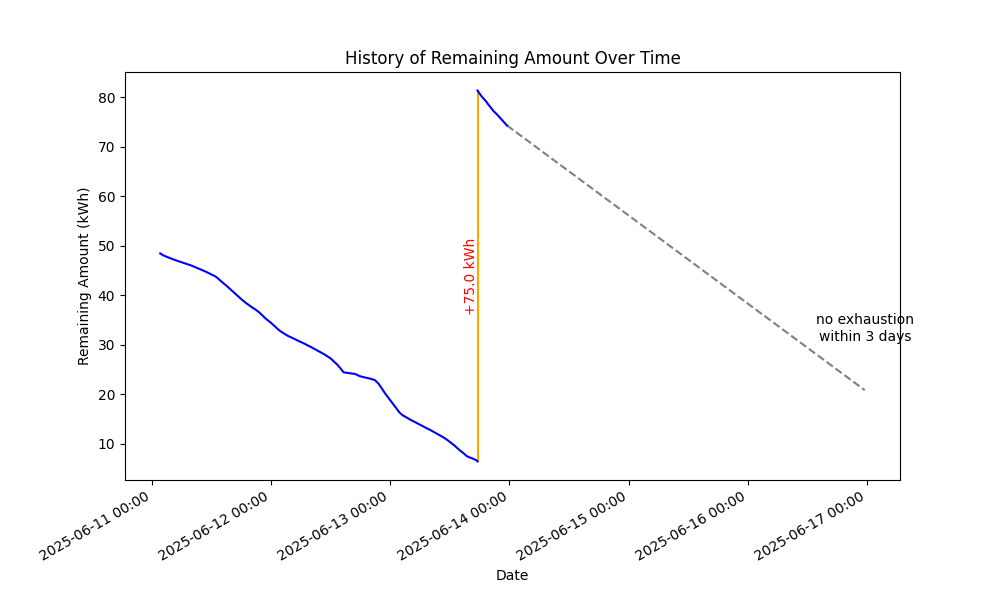 History of Remaining Amount Over Time
Remaining Amount (kWh)
80
70
60
50
40
30
20
10
+75.0 kWh
no exhaustion
within 3 days
2025-06-11 00:00
2025-06-12 00:00
2025-06-13 00:00
2025-06-14 00:00
2025-06-15 00:00
2025-06-16 00:00
2025-06-17 00:00
Date